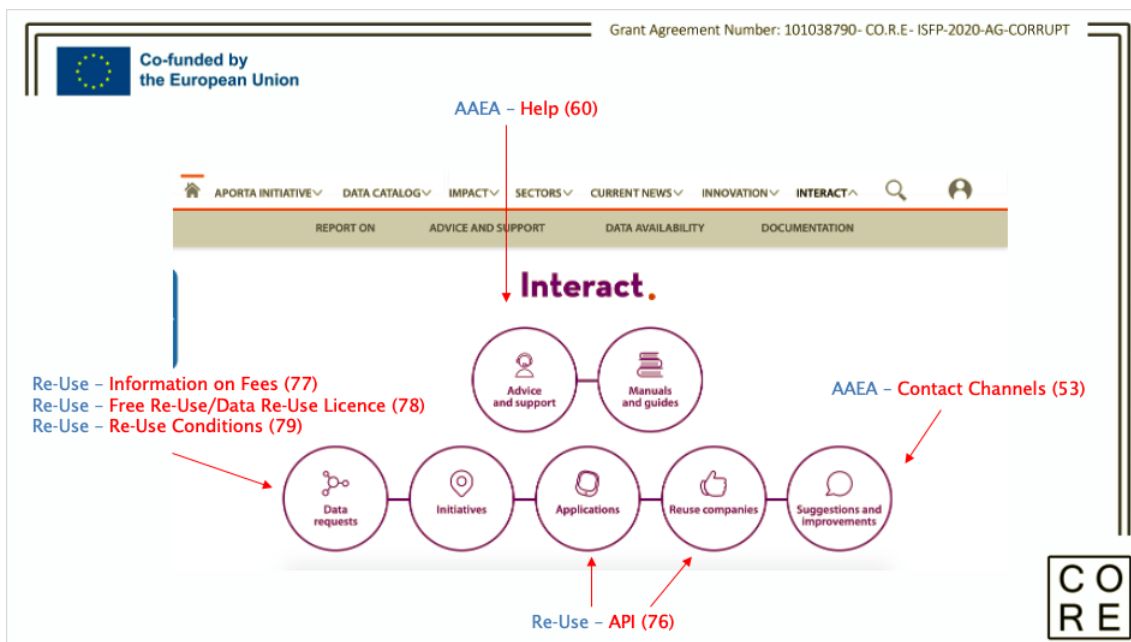 Grant Agreement Number: 101038790- CO.R.E- ISFP-2020-AG-CORRUPT
Co-funded by
the European Union
AAEA – Help (60)
APORTA INITIATIVE DATA CATALOG IMPACT SECTORS CURRENT NEWS INNOVATION INTERACT
REPORT ON ADVICE AND SUPPORT DATA AVAILABILITY DOCUMENTATION
Interact.
Advice
and support
Manuals
and guides
Re-Use – Information on Fees (77)
Re-Use – Free Re-Use/Data Re-Use Licence (78)
Re-Use – Re-Use Conditions (79)
AAEA – Contact Channels (53)
Data
requests
Initiatives
Applications
Reuse companies
Suggestions and
improvements
Re-Use – API (76)
C O
R E